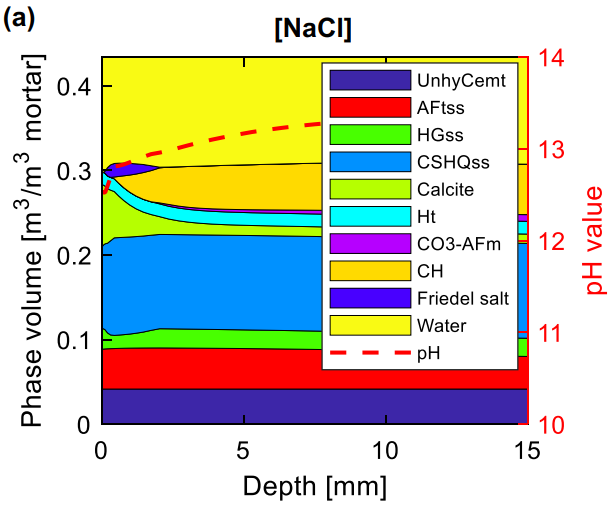 (a)
[NaCl]
Phase volume [m³/m³ mortar]
0.4
0.3
0.2
0.1
0
UnhyCemt
AFtss
HGss
CSHQss
Calcite
Ht
CO3-AFm
CH
Friedel salt
Water
pH
14
13
12
11
10
pH value
0
5
10
15
Depth [mm]